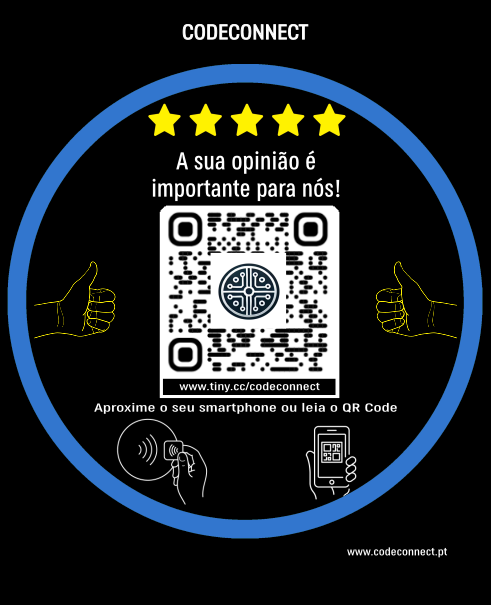 CODECONNECT
A sua opinião é
importante para nós!
www.tiny.cc/codeconnect
Aproxime o seu smartphone ou leia o QR Code
www.codeconnect.pt